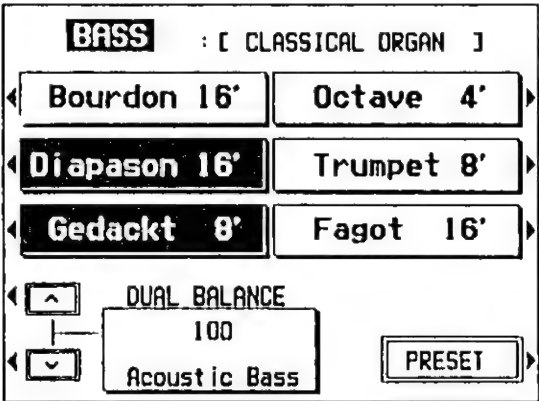 BASS : [ CLASSICAL ORGAN ]
Bourdon 16' Octave 4'
Diapason 16' Trumpet 8'
Gedackt 8' Fagot 16'
DUAL BALANCE
100
Acoustic Bass
PRESET